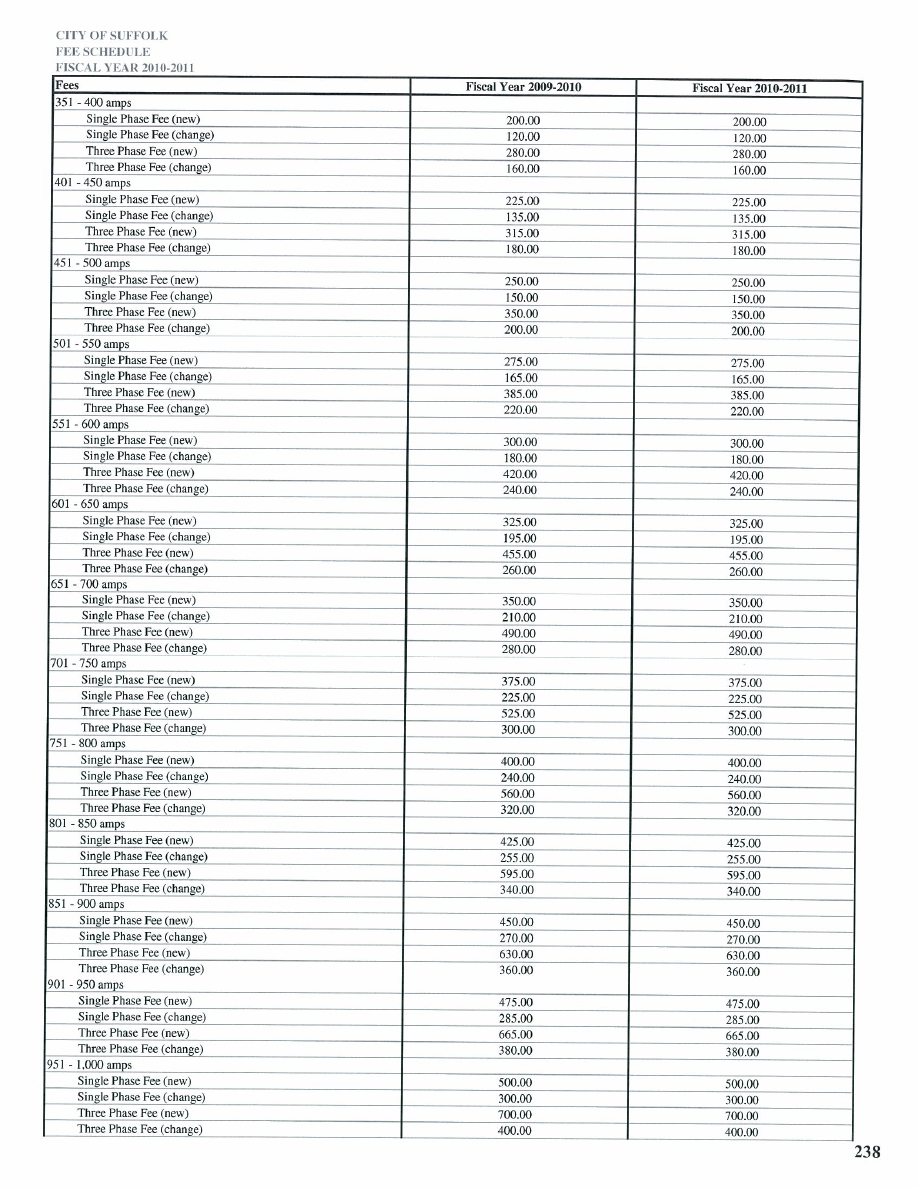 CITY OF SUFFOLK
FEE SCHEDULE
FISCAL YEAR 2010-2011
Fees Fiscal Year 2009-2010 Fiscal Year 2010-2011
351 - 400 amps
Single Phase Fee (new) 200.00 200.00
Single Phase Fee (change) 120.00 120.00
Three Phase Fee (new) 280.00 280.00
Three Phase Fee (change) 160.00 160.00
401 - 450 amps
Single Phase Fee (new) 225.00 225.00
Single Phase Fee (change) 135.00 135.00
Three Phase Fee (new) 315.00 315.00
Three Phase Fee (change) 180.00 180.00
451 - 500 amps
Single Phase Fee (new) 250.00 250.00
Single Phase Fee (change) 150.00 150.00
Three Phase Fee (new) 350.00 350.00
Three Phase Fee (change) 200.00 200.00
501 - 550 amps
Single Phase Fee (new) 275.00 275.00
Single Phase Fee (change) 165.00 165.00
Three Phase Fee (new) 385.00 385.00
Three Phase Fee (change) 220.00 220.00
551 - 600 amps
Single Phase Fee (new) 300.00 300.00
Single Phase Fee (change) 180.00 180.00
Three Phase Fee (new) 420.00 420.00
Three Phase Fee (change) 240.00 240.00
601 - 650 amps
Single Phase Fee (new) 325.00 325.00
Single Phase Fee (change) 195.00 195.00
Three Phase Fee (new) 455.00 455.00
Three Phase Fee (change) 260.00 260.00
651 - 700 amps
Single Phase Fee (new) 350.00 350.00
Single Phase Fee (change) 210.00 210.00
Three Phase Fee (new) 490.00 490.00
Three Phase Fee (change) 280.00 280.00
701 - 750 amps
Single Phase Fee (new) 375.00 375.00
Single Phase Fee (change) 225.00 225.00
Three Phase Fee (new) 525.00 525.00
Three Phase Fee (change) 300.00 300.00
751 - 800 amps
Single Phase Fee (new) 400.00 400.00
Single Phase Fee (change) 240.00 240.00
Three Phase Fee (new) 560.00 560.00
Three Phase Fee (change) 320.00 320.00
801 - 850 amps
Single Phase Fee (new) 425.00 425.00
Single Phase Fee (change) 255.00 255.00
Three Phase Fee (new) 595.00 595.00
Three Phase Fee (change) 340.00 340.00
851 - 900 amps
Single Phase Fee (new) 450.00 450.00
Single Phase Fee (change) 270.00 270.00
Three Phase Fee (new) 630.00 630.00
Three Phase Fee (change) 360.00 360.00
901 - 950 amps
Single Phase Fee (new) 475.00 475.00
Single Phase Fee (change) 285.00 285.00
Three Phase Fee (new) 665.00 665.00
Three Phase Fee (change) 380.00 380.00
951 - 1,000 amps
Single Phase Fee (new) 500.00 500.00
Single Phase Fee (change) 300.00 300.00
Three Phase Fee (new) 700.00 700.00
Three Phase Fee (change) 400.00 400.00
238